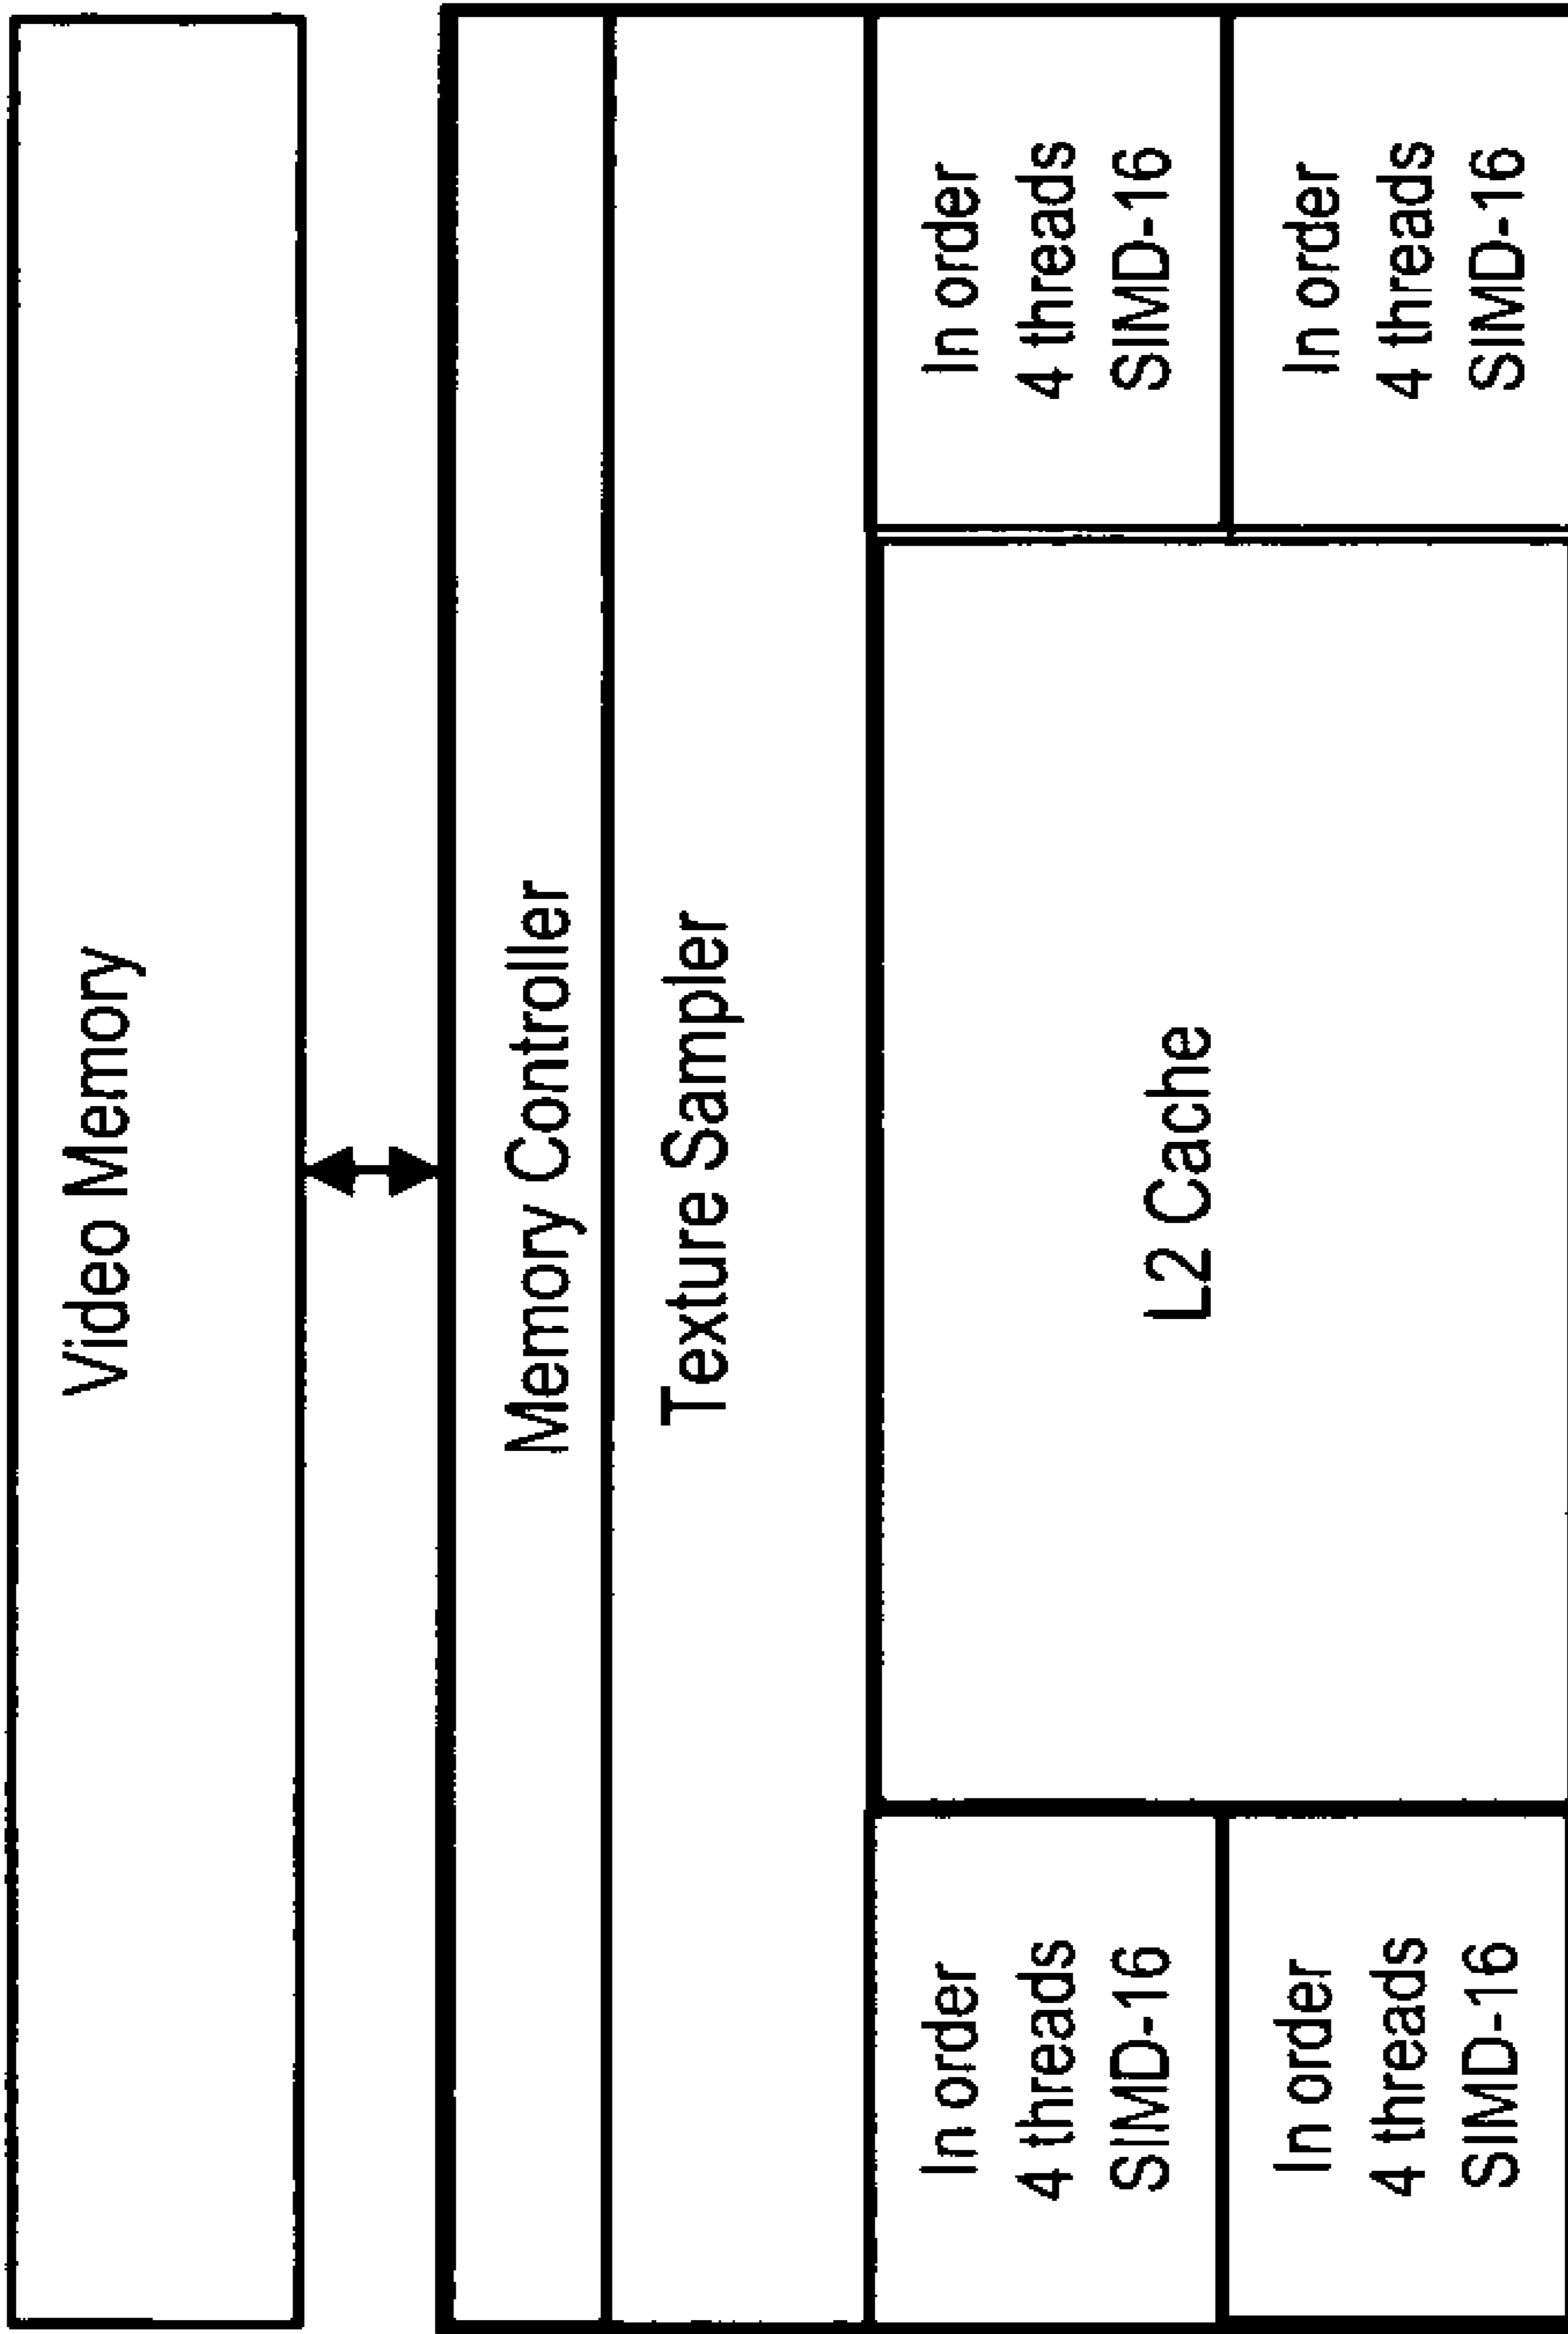 Video Memory
Memory Controller
Texture Sampler
In order
4 threads
SIMD-16
In order
4 threads
SIMD-16
L2 Cache
In order
4 threads
SIMD-16
In order
4 threads
SIMD-16